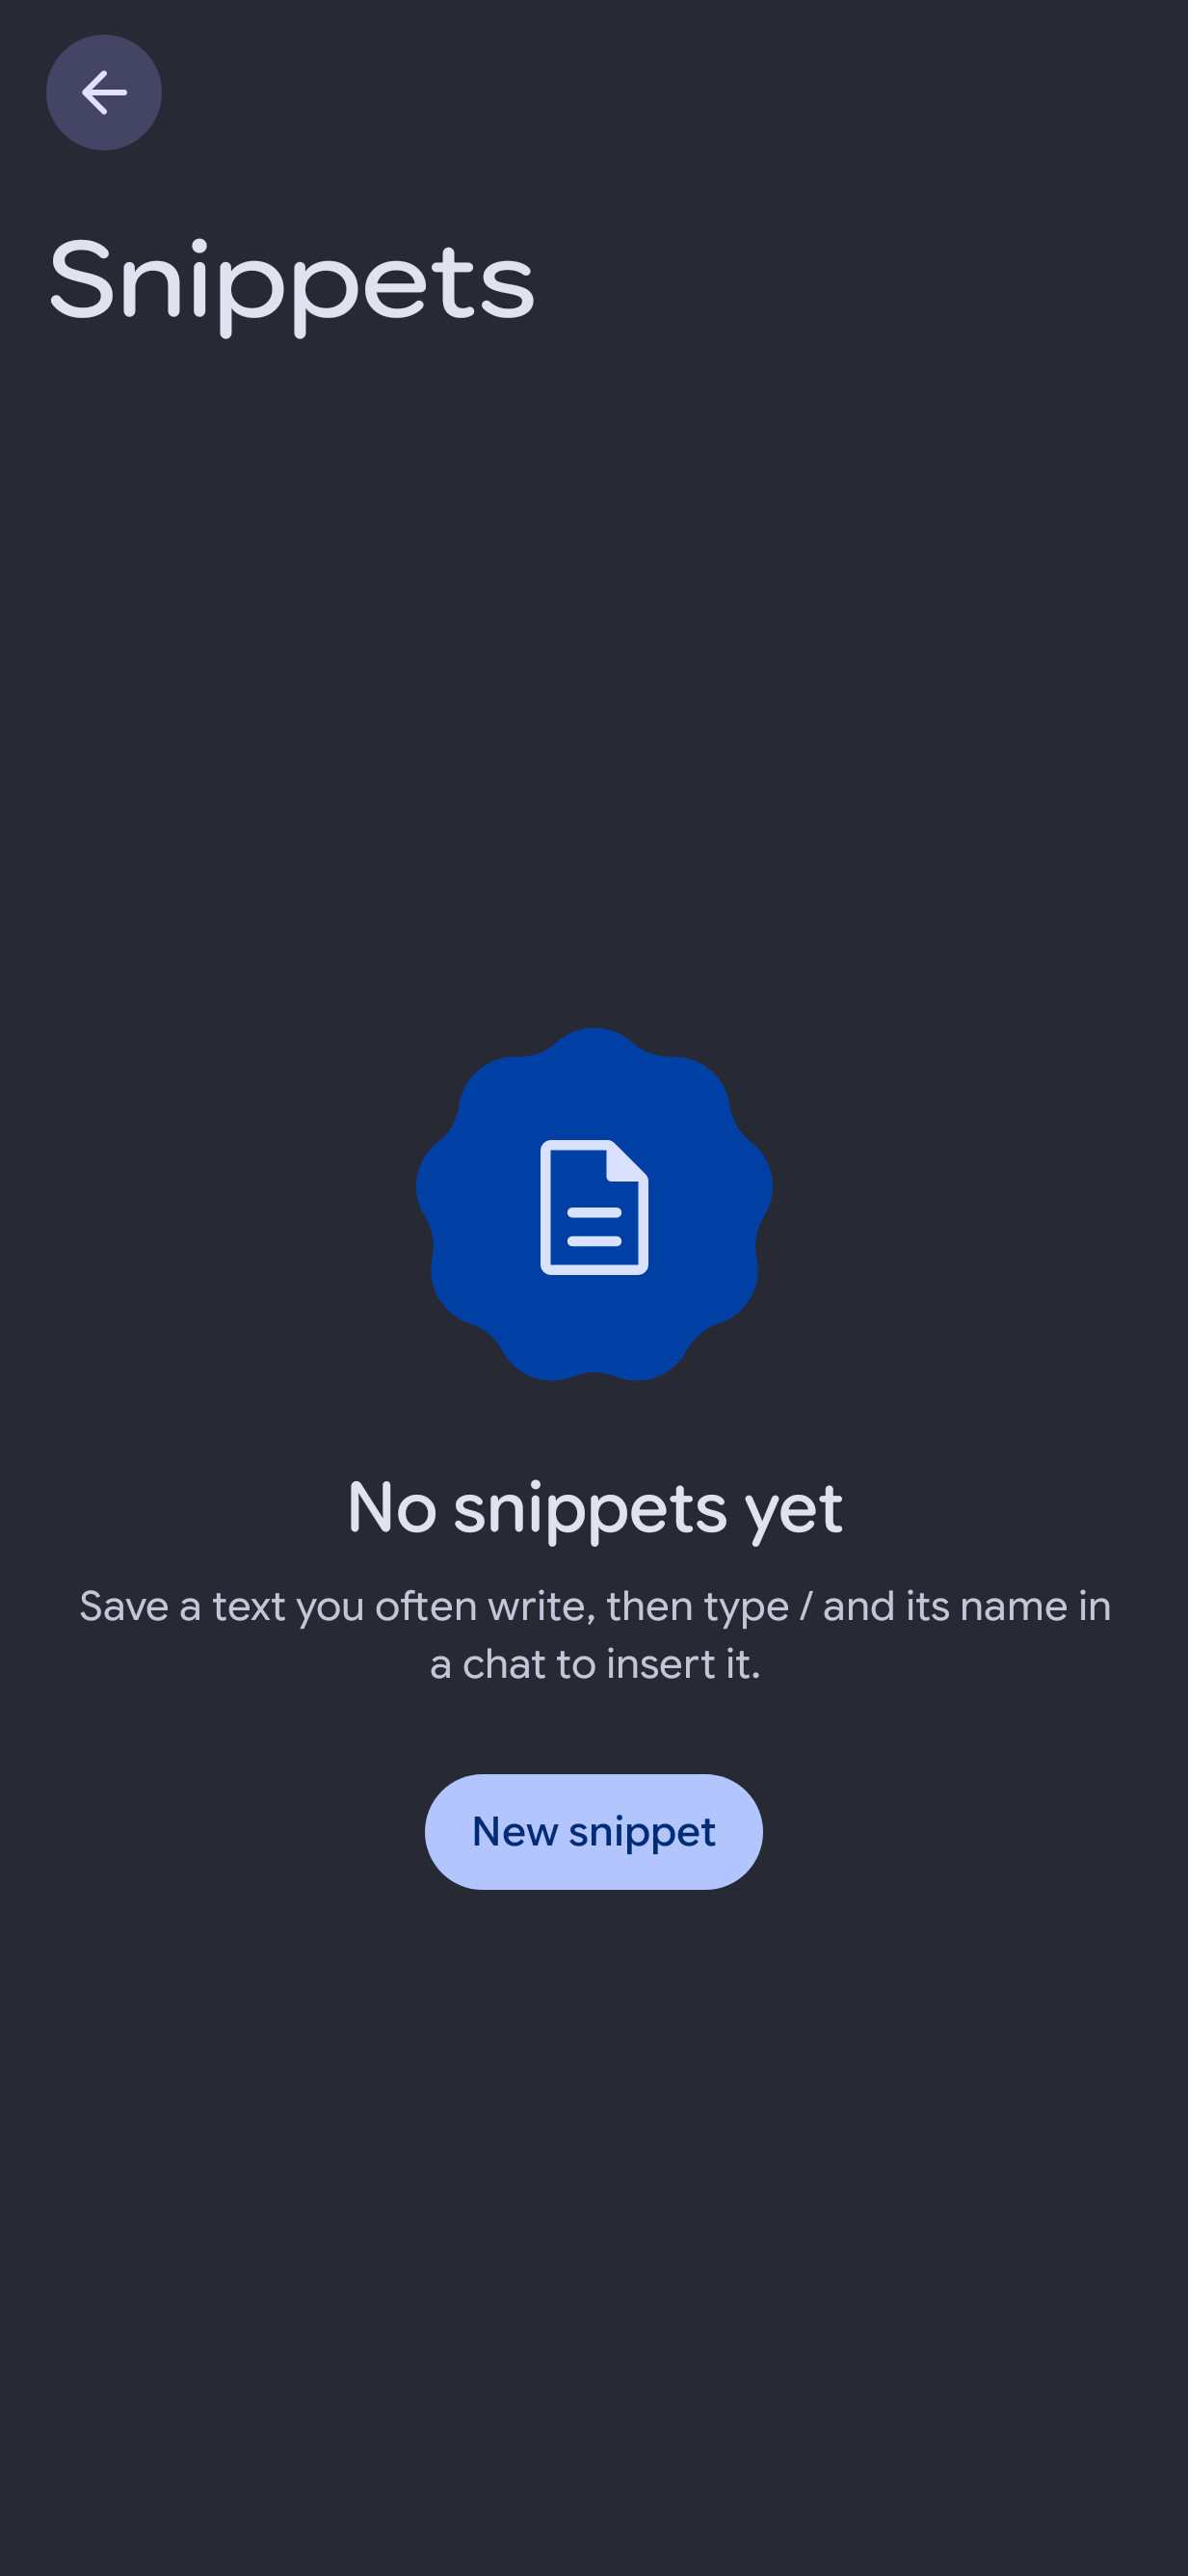 Snippets
No snippets yet
Save a text you often write, then type / and its name in
a chat to insert it.
New snippet